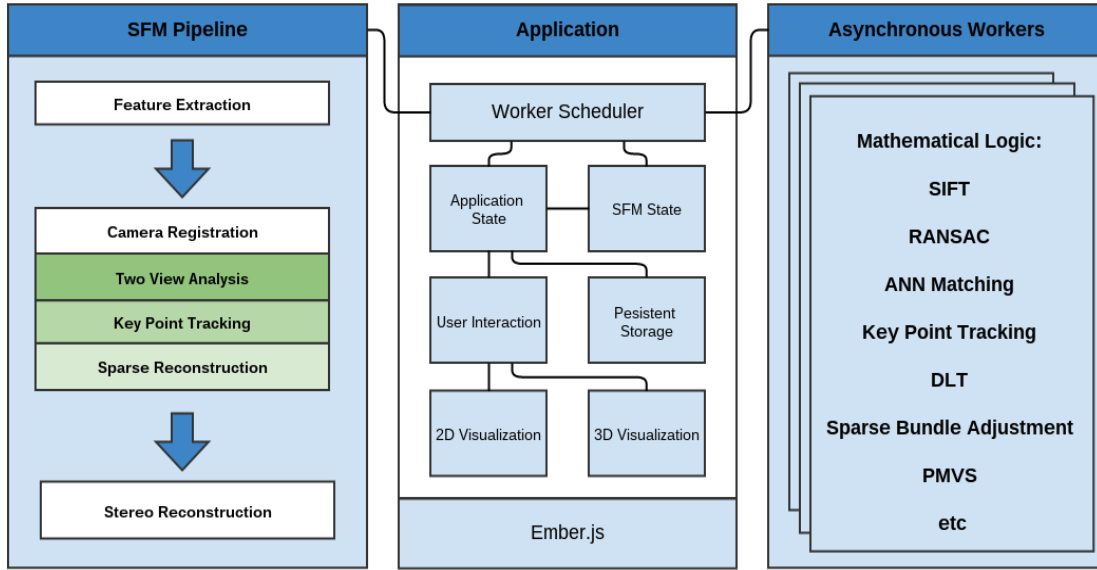 SFM Pipeline
Feature Extraction
Camera Registration
Two View Analysis
Key Point Tracking
Sparse Reconstruction
Stereo Reconstruction
Application
Worker Scheduler
Application
State
SFM State
User Interaction
Pesistent
Storage
2D Visualization
3D Visualization
Ember.js
Asynchronous Workers
Mathematical Logic:
SIFT
RANSAC
ANN Matching
Key Point Tracking
DLT
Sparse Bundle Adjustment
PMVS
etc